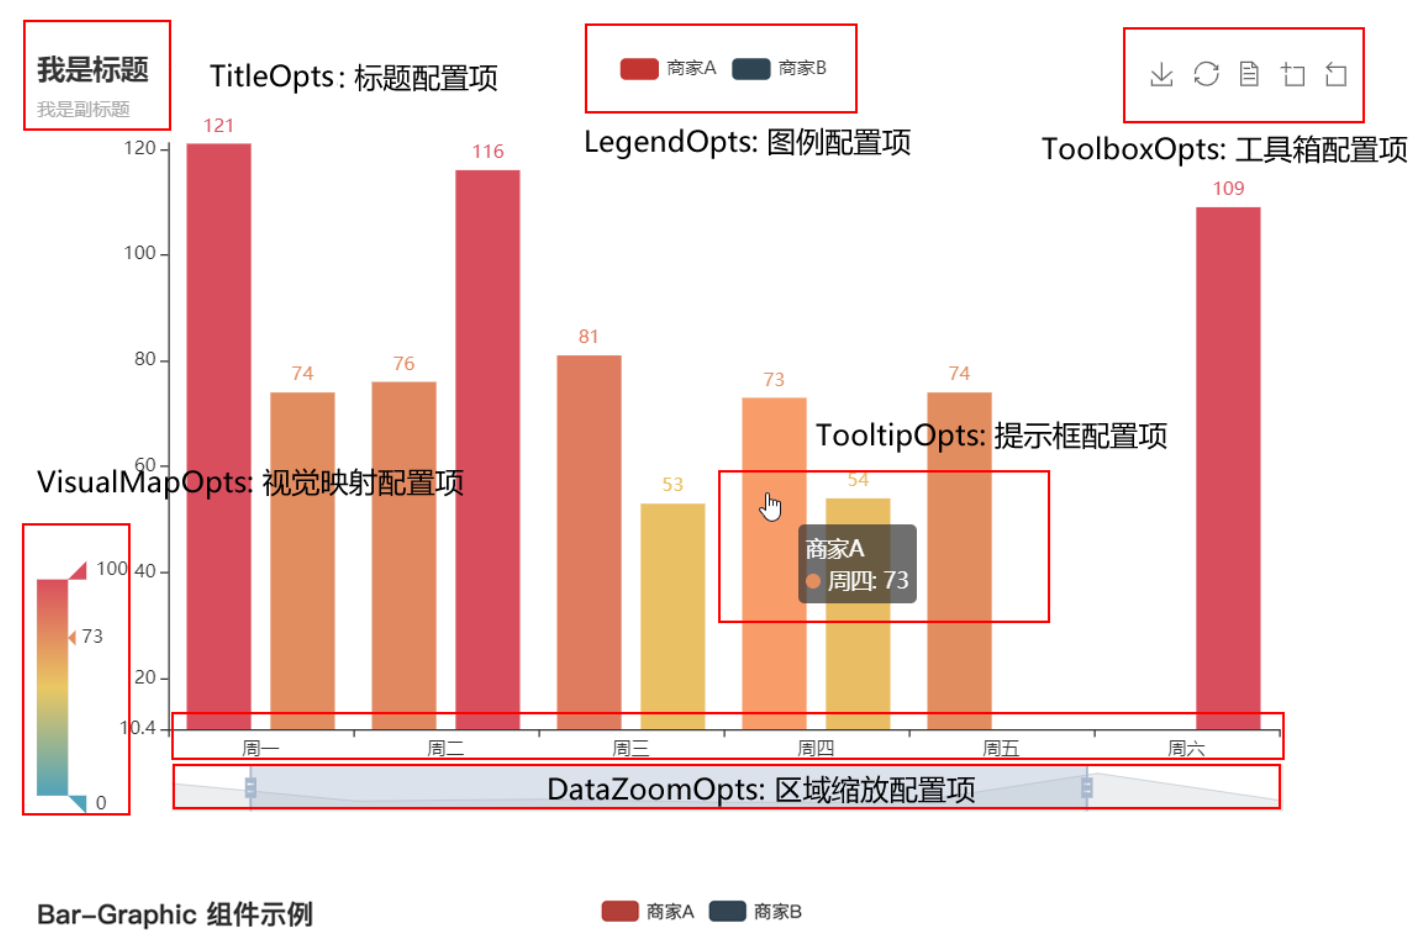 我是标题
我是副标题
TitleOpts: 标题配置项
商家A 商家B
LegendOpts: 图例配置项
ToolboxOpts: 工具箱配置项
121
116
109
120
100
80
60
40
20
10.4
74
76
81
53
73
54
74
TooltipOpts: 提示框配置项
VisualMapOpts: 视觉映射配置项
商家A
周四: 73
100
73
0
周一 周二 周三 周四 周五 周六
DataZoomOpts: 区域缩放配置项
Bar-Graphic 组件示例
商家A 商家B